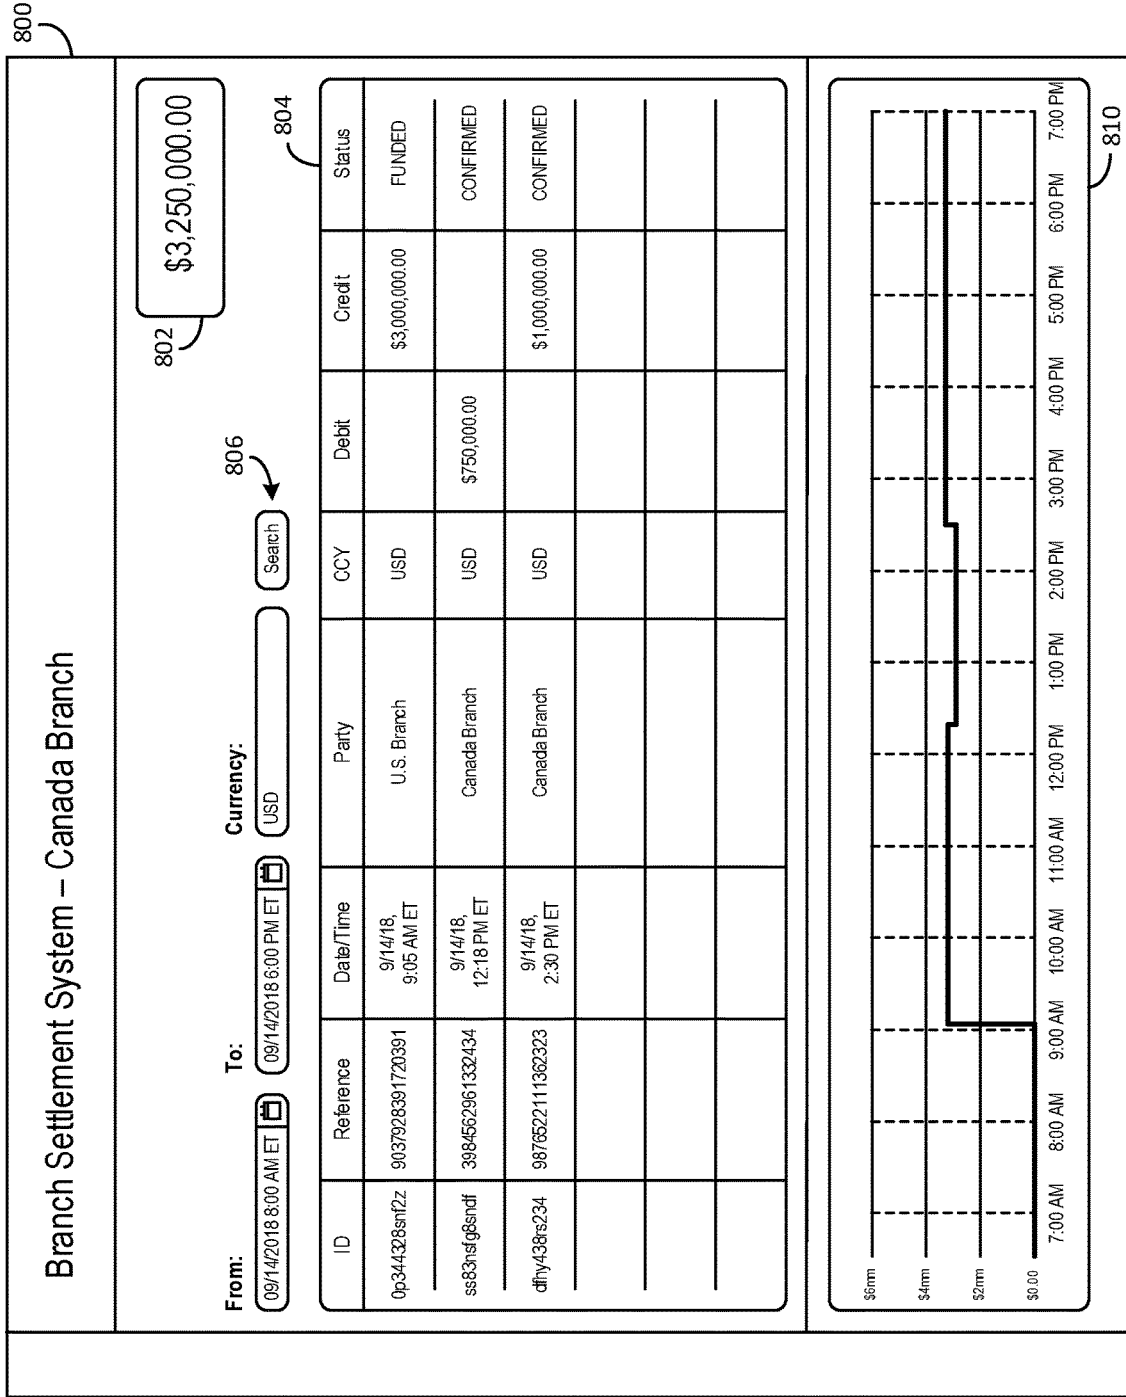 800
Branch Settlement System – Canada Branch
$3,250,000.00
802
From:
To:
Currency:
09/14/2018 8:00 AM ET
09/14/2018 6:00 PM ET
USD
Search
806
804
ID Reference Date/Time Party CCY Debit Credit Status
0p344328snf2z 9037928391720391 9/14/18, 9:05 AM ET U.S. Branch USD $3,000,000.00 FUNDED
ss83nsfg8sndf 3984562961332434 9/14/18, 12:18 PM ET Canada Branch USD $750,000.00 CONFIRMED
dfhy438rs234 9876522111362323 9/14/18, 2:30 PM ET Canada Branch USD $1,000,000.00 CONFIRMED
$6mm
$4mm
$2mm
$0.00
7:00 AM 8:00 AM 9:00 AM 10:00 AM 11:00 AM 12:00 PM 1:00 PM 2:00 PM 3:00 PM 4:00 PM 5:00 PM 6:00 PM 7:00 PM
810